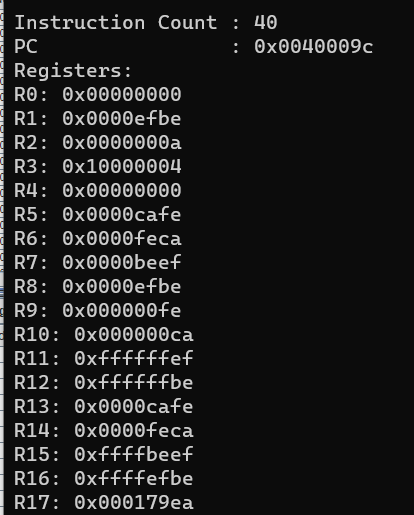 Instruction Count : 40
PC                : 0x0040009c
Registers:
R0: 0x00000000
R1: 0x0000efbe
R2: 0x0000000a
R3: 0x10000004
R4: 0x00000000
R5: 0x0000cafe
R6: 0x0000feca
R7: 0x0000beef
R8: 0x0000efbe
R9: 0x000000fe
R10: 0x000000ca
R11: 0xffffffef
R12: 0xffffffbe
R13: 0x0000cafe
R14: 0x0000feca
R15: 0xffffbeef
R16: 0xffffefbe
R17: 0x000179ea